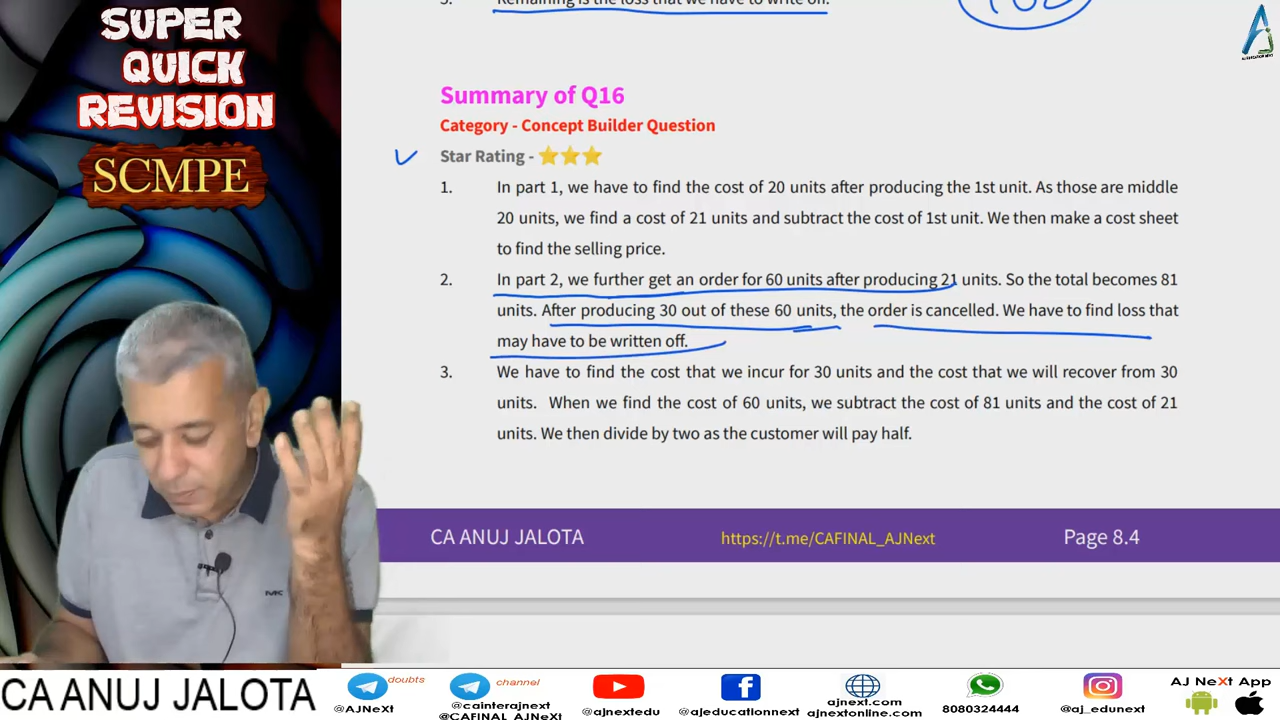 SUPER
QUICK
REVISION
SCMPE
Remaining is the loss that we have to write off.
Summary of Q16
Category - Concept Builder Question
Star Rating -
1. In part 1, we have to find the cost of 20 units after producing the 1st unit. As those are middle
20 units, we find a cost of 21 units and subtract the cost of 1st unit. We then make a cost sheet
to find the selling price.
2. In part 2, we further get an order for 60 units after producing 21 units. So the total becomes 81
units. After producing 30 out of these 60 units, the order is cancelled. We have to find loss that
may have to be written off.
3. We have to find the cost that we incur for 30 units and the cost that we will recover from 30
units. When we find the cost of 60 units, we subtract the cost of 81 units and the cost of 21
units. We then divide by two as the customer will pay half.
CA ANUJ JALOTA https://t.me/CAFINAL_AJNext Page 8.4
MK
CA ANUJ JALOTA
doubts
@AJNeXt
channel
@cainterajnext
@CAFINAL_AJNeXt
@ajnextedu
@ajeducationnext
ajnext.com
ajnextonline.com
8080324444
@aj_edunext
AJ NeXt App